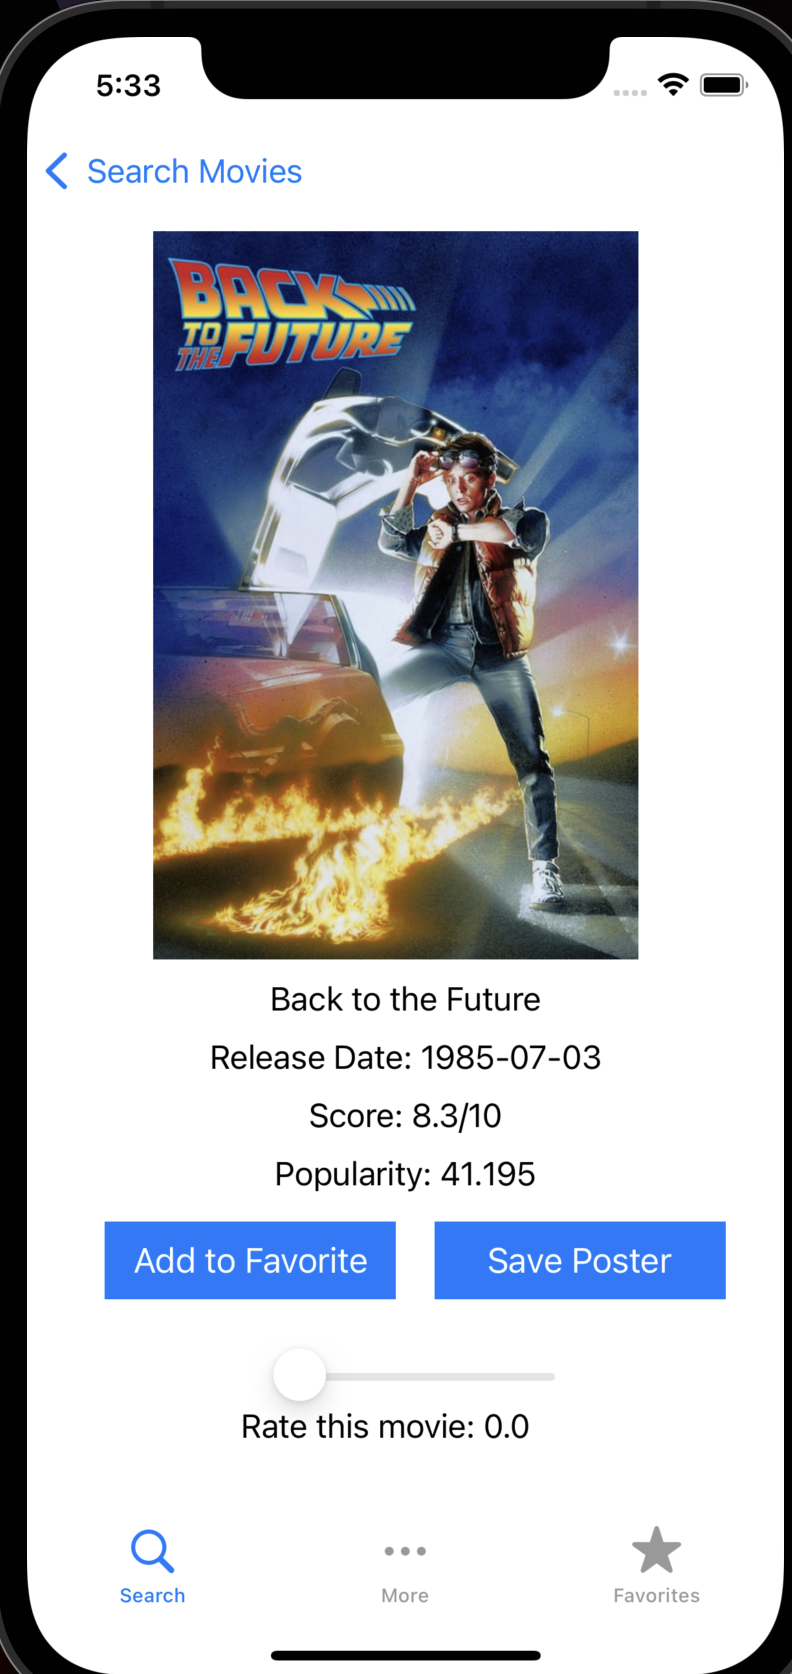 5:33
Search Movies
BACK
TO
THE FUTURE
Back to the Future
Release Date: 1985-07-03
Score: 8.3/10
Popularity: 41.195
Add to Favorite
Save Poster
Rate this movie: 0.0
Search
More
Favorites